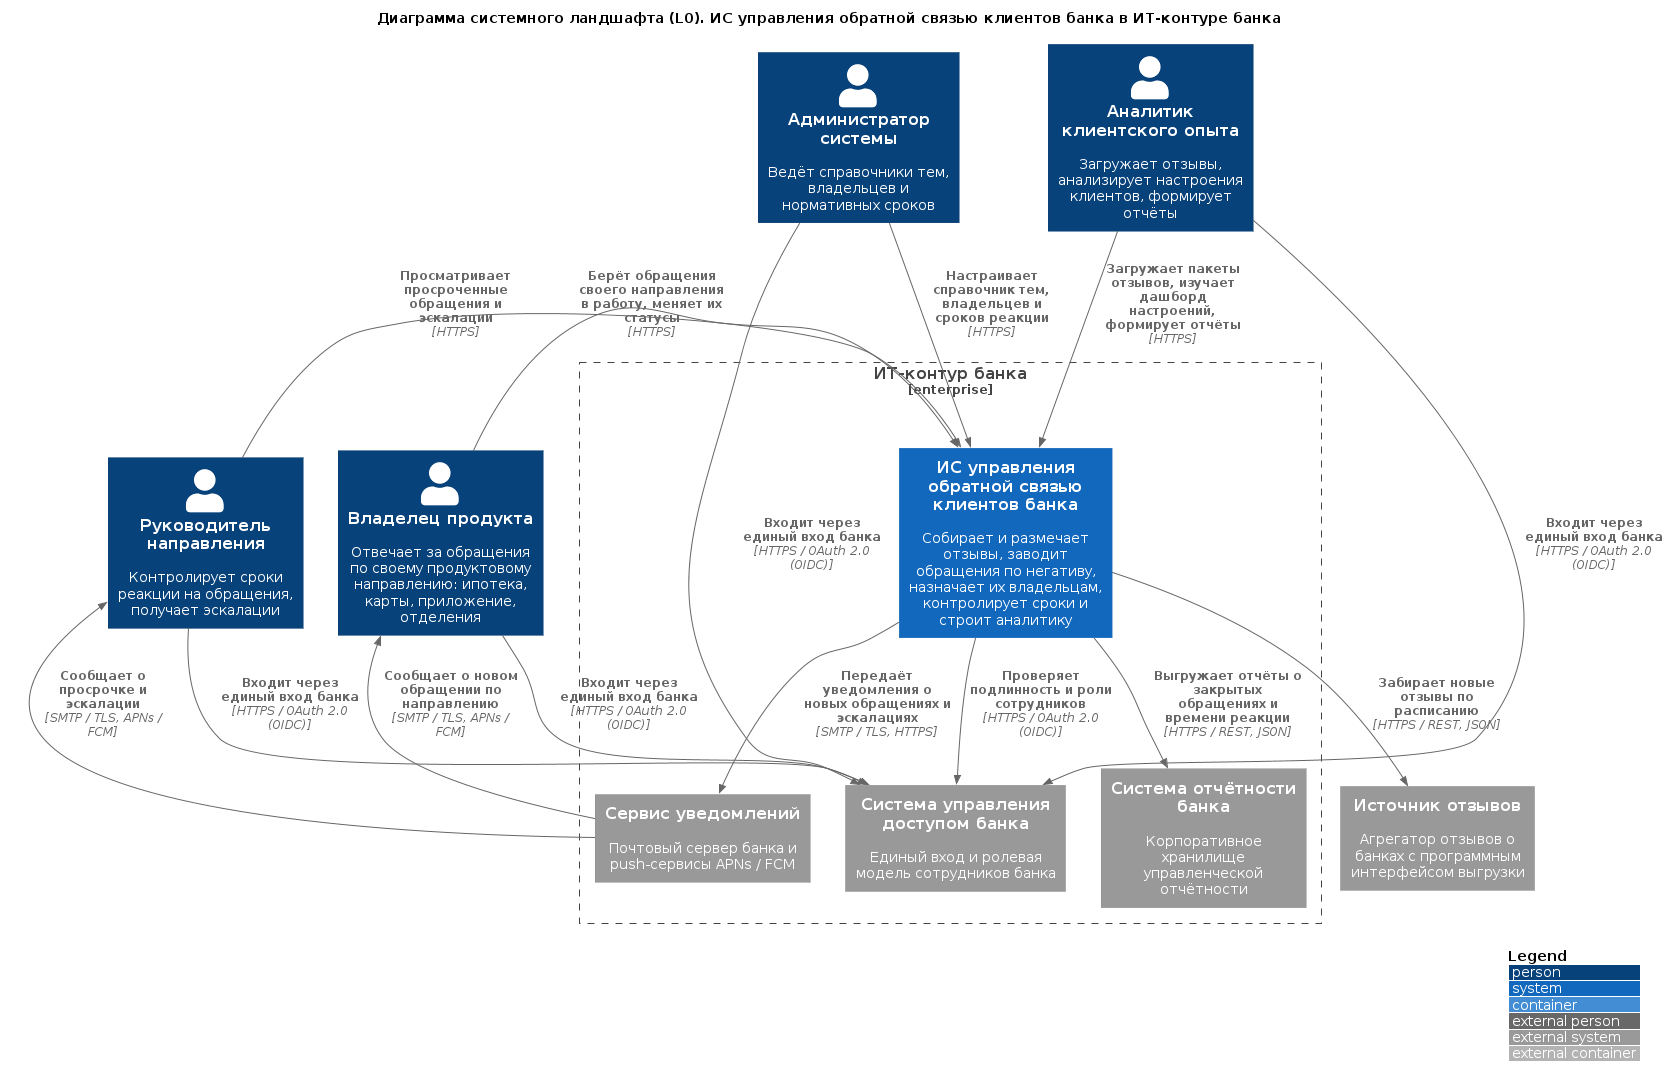 Диаграмма системного ландшафта (L0). ИС управления обратной связью клиентов банка в ИТ-контуре банка
Администратор
системы
Ведёт справочники тем,
владельцев и
нормативных сроков
Аналитик
клиентского опыта
Загружает отзывы,
анализирует настроения
клиентов, формирует
отчёты
Просматривает
просроченные
обращения и
эскалации
[HTTPS]
Берёт обращения
своего направления
в работу, меняет их
статусы
[HTTPS]
Настраивает
справочник тем,
владельцев и
сроков реакции
[HTTPS]
Загружает пакеты
отзывов, изучает
дашборд
настроений,
формирует отчёты
[HTTPS]
ИТ-контур банка
[enterprise]
Руководитель
направления
Контролирует сроки
реакции на обращения,
получает эскалации
Владелец продукта
Отвечает за обращения
по своему продуктовому
направлению: ипотека,
карты, приложение,
отделения
Входит через
единый вход банка
[HTTPS / OAuth 2.0
(OIDC)]
ИС управления
обратной связью
клиентов банка
Собирает и размечает
отзывы, заводит
обращения по негативу,
назначает их владельцам,
контролирует сроки и
строит аналитику
Входит через
единый вход банка
[HTTPS / OAuth 2.0
(OIDC)]
Сообщает о
просрочке и
эскалации
[SMTP / TLS, APNs /
FCM]
Входит через
единый вход банка
[HTTPS / OAuth 2.0
(OIDC)]
Сообщает о новом
обращении по
направлению
[SMTP / TLS, APNs /
FCM]
Входит через
единый вход банка
[HTTPS / OAuth 2.0
(OIDC)]
Передаёт
уведомления о
новых обращениях и
эскалациях
[SMTP / TLS, HTTPS]
Проверяет
подлинность и роли
сотрудников
[HTTPS / OAuth 2.0
(OIDC)]
Выгружает отчёты о
закрытых
обращениях и
времени реакции
[HTTPS / REST, JSON]
Забирает новые
отзывы по
расписанию
[HTTPS / REST, JSON]
Сервис уведомлений
Почтовый сервер банка и
push-сервисы APNs / FCM
Система управления
доступом банка
Единый вход и ролевая
модель сотрудников банка
Система отчётности
банка
Корпоративное
хранилище
управленческой
отчётности
Источник отзывов
Агрегатор отзывов о
банках с программным
интерфейсом выгрузки
Legend
person
system
container
external person
external system
external container